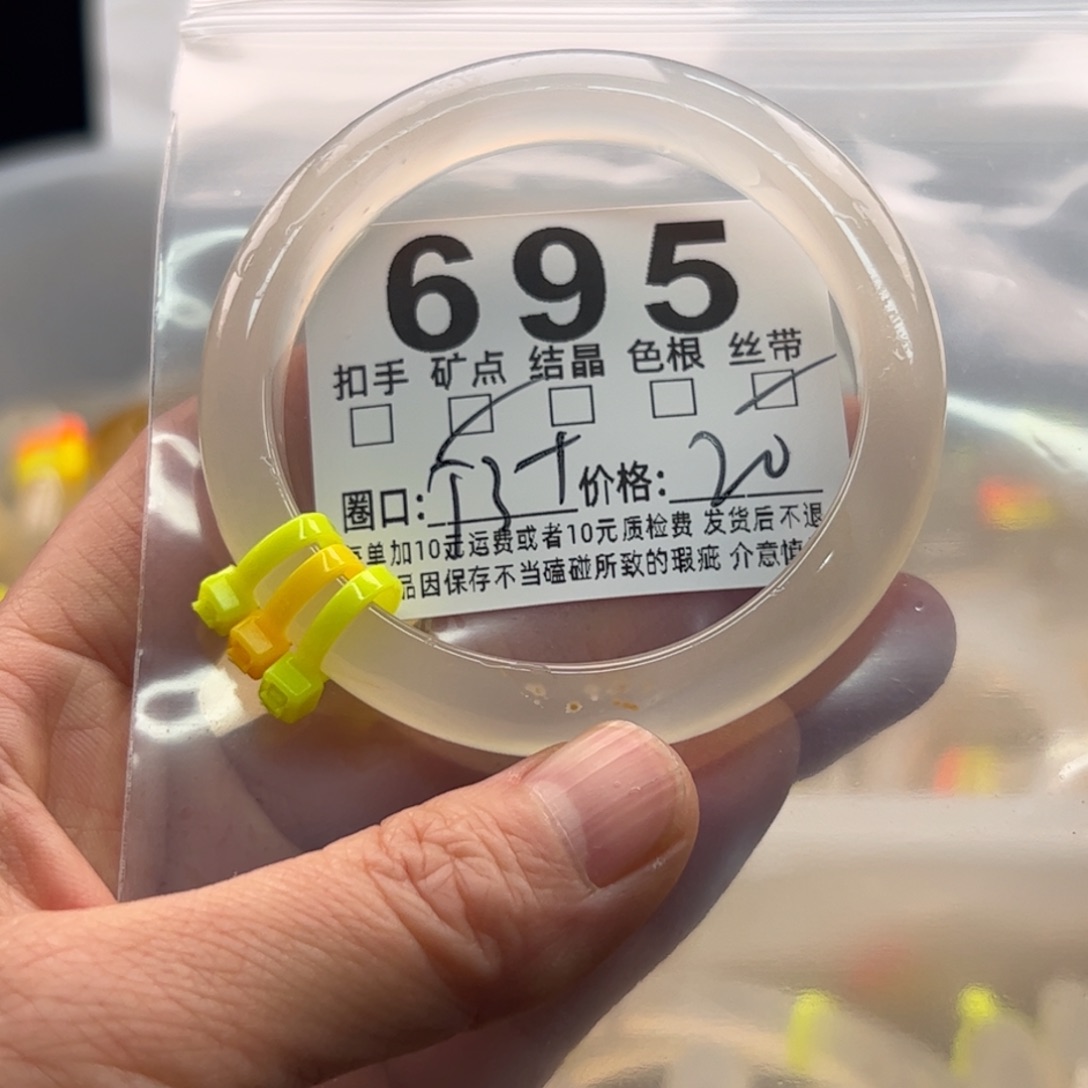 695
扣手 矿点 结晶 色根 丝带
圈口: 53+ 价格: 20
单加10元运费或者10元质检费 发货后不退
品因保存不当磕碰所致的瑕疵 介意慎